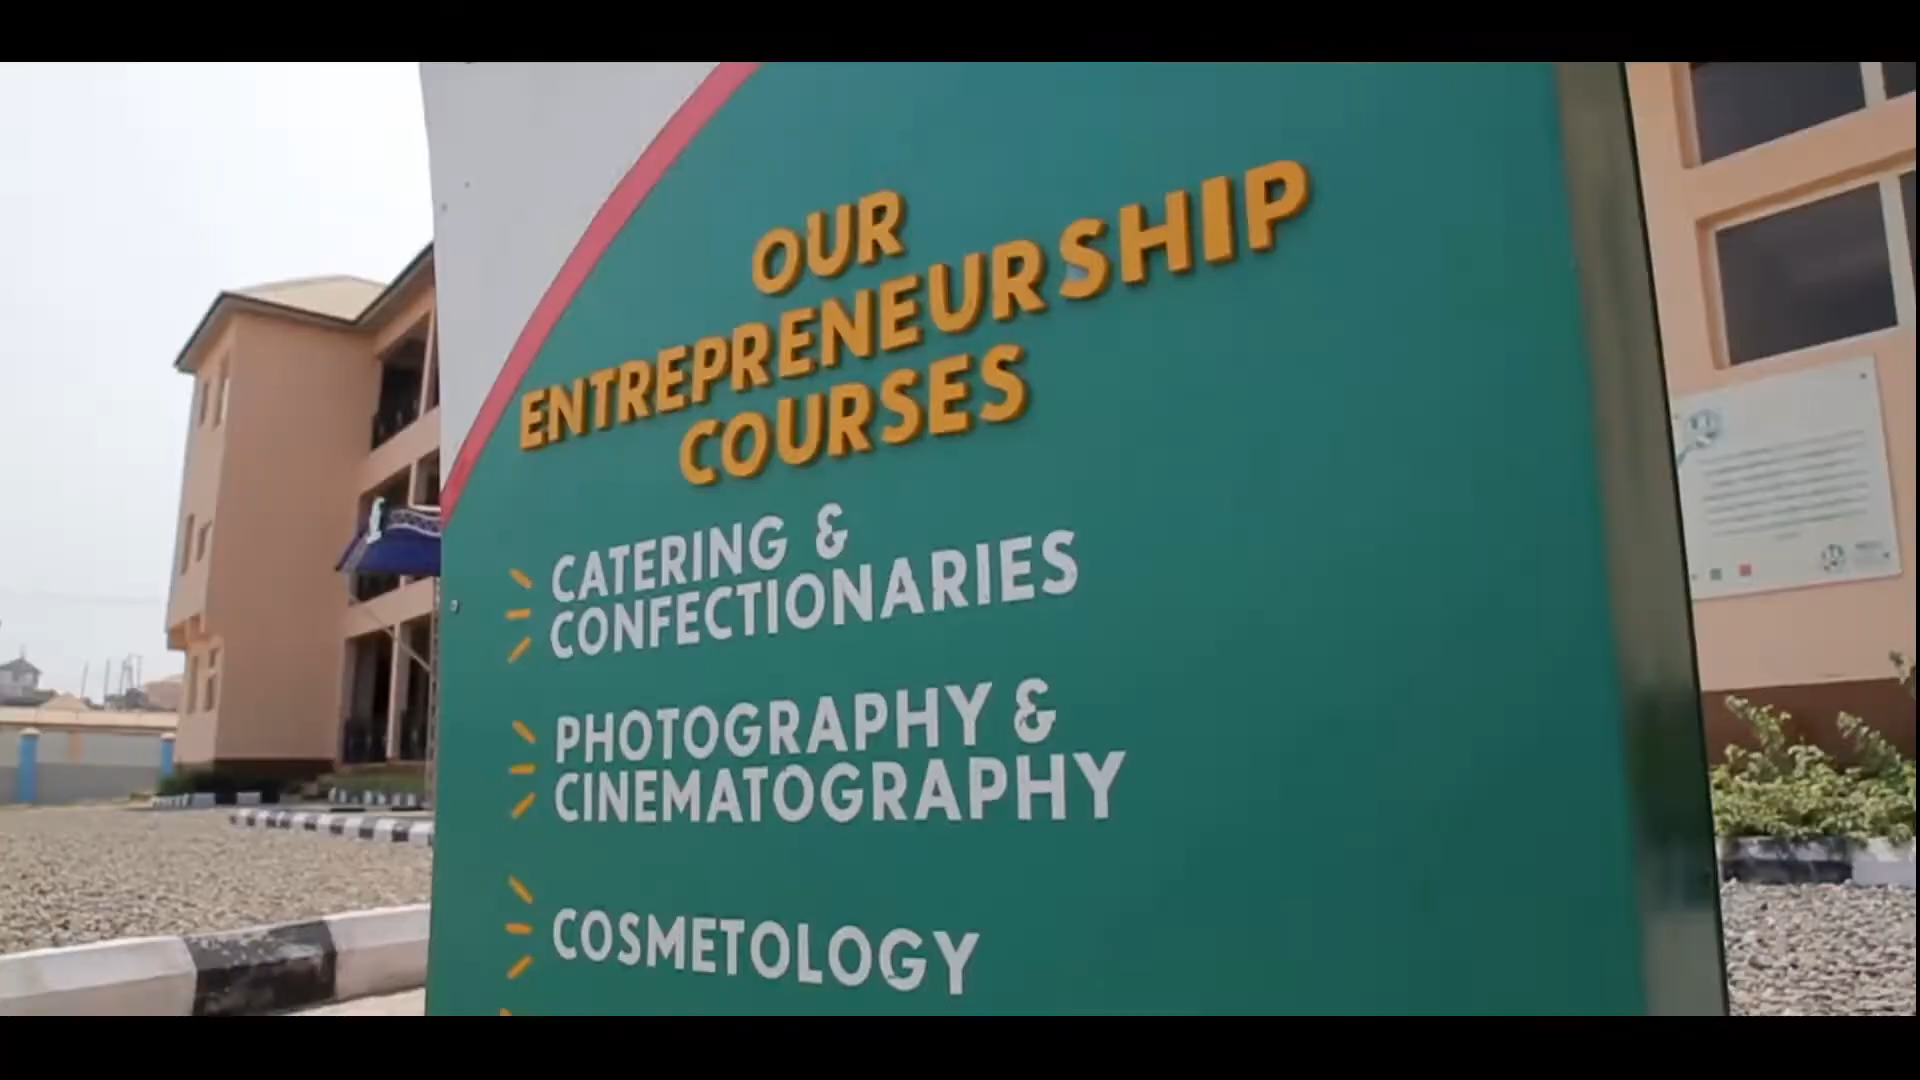 OUR
ENTREPRENEURSHIP
COURSES
CATERING &
CONFECTIONARIES
PHOTOGRAPHY &
CINEMATOGRAPHY
COSMETOLOGY